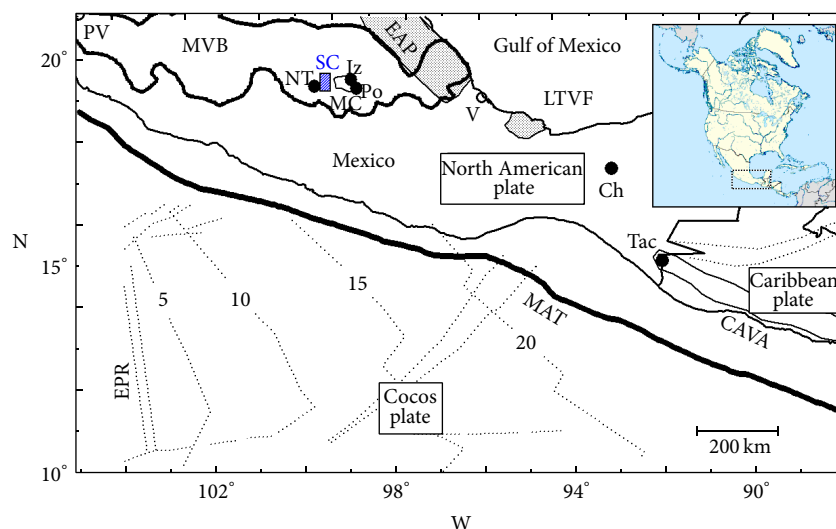 PV
MVB
SC
EAP
Gulf of Mexico
20°
NT
Iz
Po
MC
V
LTVF
Mexico
North American
plate
Ch
N
Tac
15°
Caribbean
plate
5
10
15
20
MAT
CAVA
EPR
Cocos
plate
200 km
10°
102
98
94
90
W